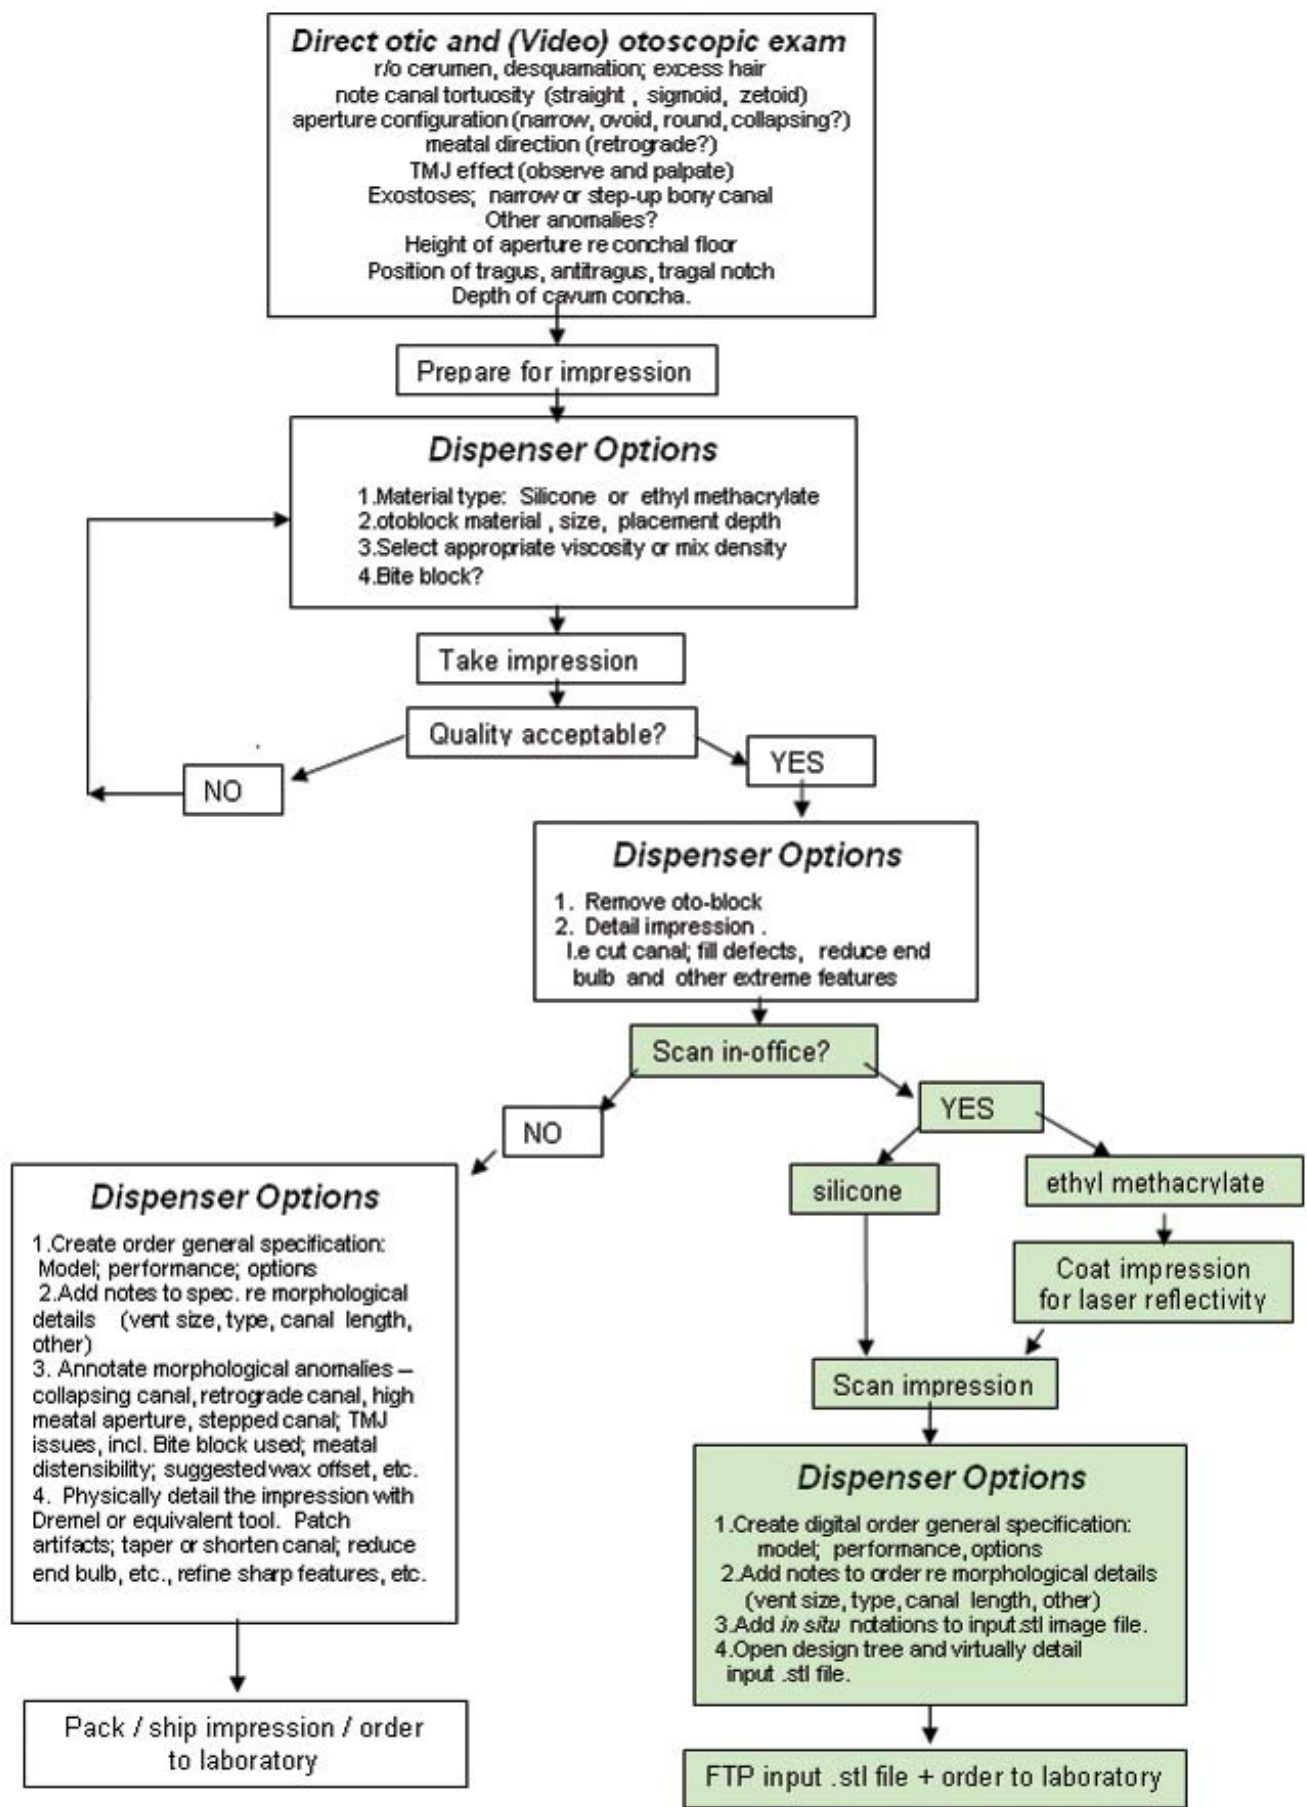 Direct otic and (Video) otoscopic exam
r/o cerumen, desquamation; excess hair
note canal tortuosity (straight , sigmoid, zetoid)
aperture configuration (narrow, ovoid, round, collapsing?)
meatal direction (retrograde?)
TMJ effect (observe and palpate)
Exostoses; narrow or step-up bony canal
Other anomalies?
Height of aperture re conchal floor
Position of tragus, antitragus, tragal notch
Depth of cavum concha.
Prepare for impression
Dispenser Options
1.Material type: Silicone or ethyl methacrylate
2.otoblock material , size, placement depth
3.Select appropriate viscosity or mix density
4.Bite block?
Take impression
Quality acceptable?
NO
YES
Dispenser Options
1. Remove oto-block
2. Detail impression .
I.e cut canal; fill defects, reduce end
bulb and other extreme features
Scan in-office?
NO
YES
silicone
ethyl methacrylate
Coat impression
for laser reflectivity
Scan impression
Dispenser Options
1.Create order general specification:
Model; performance; options
2.Add notes to spec. re morphological
details (vent size, type, canal length,
other)
3. Annotate morphological anomalies –
collapsing canal, retrograde canal, high
meatal aperture, stepped canal; TMJ
issues, incl. Bite block used; meatal
distensibility; suggested wax offset, etc.
4. Physically detail the impression with
Dremel or equivalent tool. Patch
artifacts; taper or shorten canal; reduce
end bulb, etc., refine sharp features, etc.
Pack / ship impression / order
to laboratory
Dispenser Options
1.Create digital order general specification:
model; performance, options
2.Add notes to order re morphological details
(vent size, type, canal length, other)
3.Add in situ notations to input.stl image file.
4.Open design tree and virtually detail
input .stl file.
FTP input .stl file + order to laboratory